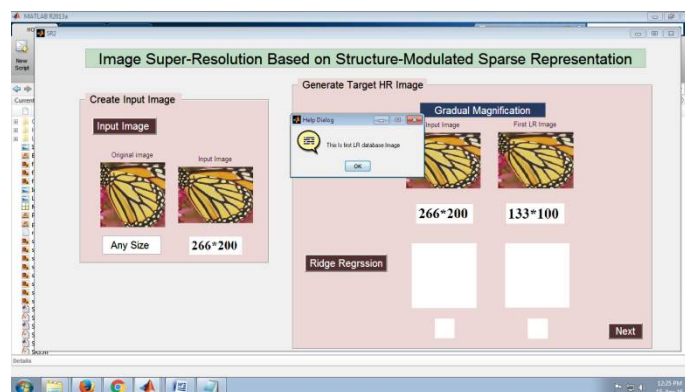 MATLAB R2013a
SR2
New
Script
Image Super-Resolution Based on Structure-Modulated Sparse Representation
Create Input Image
Input Image
Original image
Input Image
Any Size
266*200
Generate Target HR Image
Gradual Magnification
Input Image
First LR Image
Help Dialog
This Is first LR database Image
OK
266*200
133*100
Ridge Regrssion
Next
Details
12:25 PM